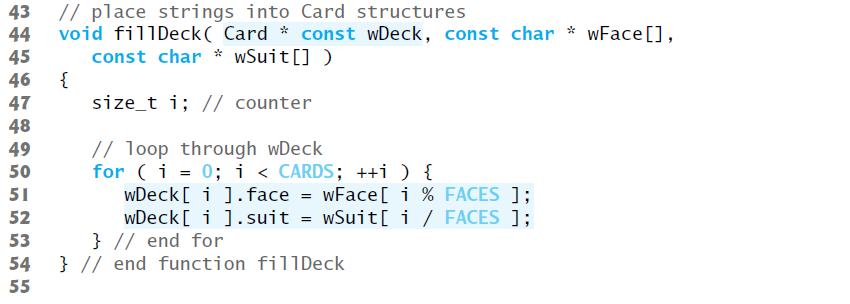 43 // place strings into Card structures
44 void fillDeck( Card * const wDeck, const char * wFace[],
45 const char * wSuit[] )
46 {
47 size_t i; // counter
48
49 // loop through wDeck
50 for ( i = 0; i < CARDS; ++i ) {
51 wDeck[ i ].face = wFace[ i % FACES ];
52 wDeck[ i ].suit = wSuit[ i / FACES ];
53 } // end for
54 } // end function fillDeck
55